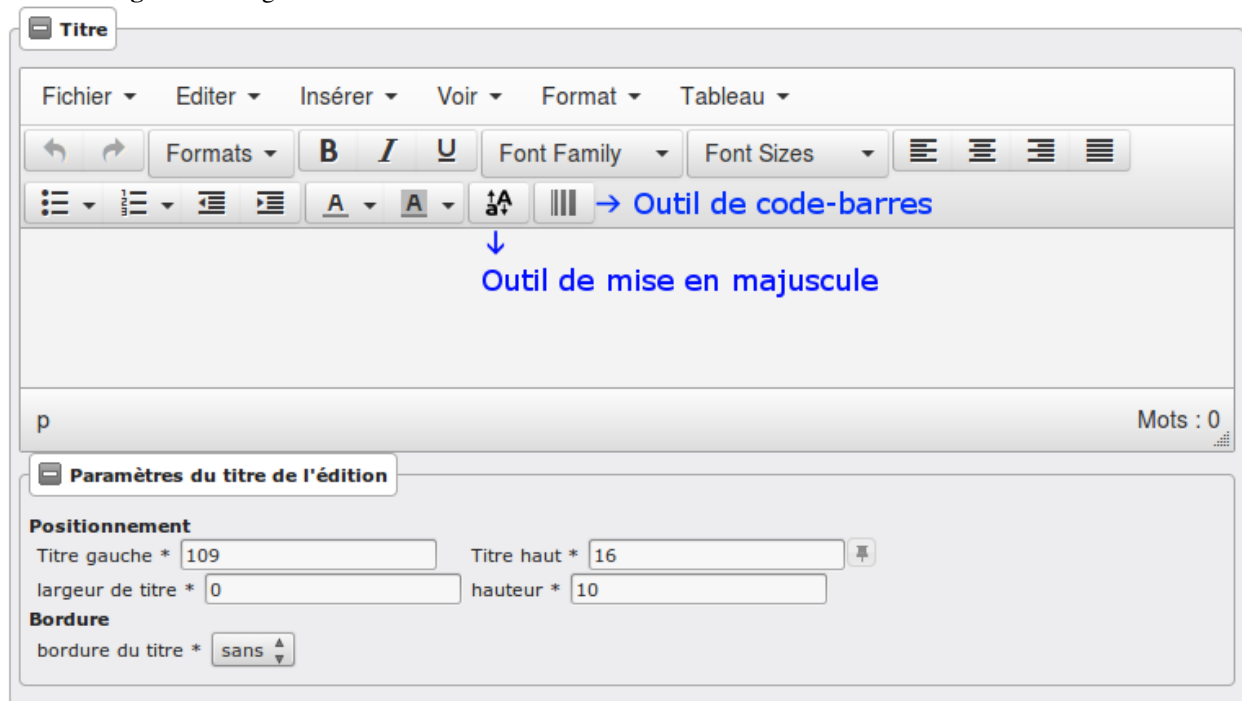 Titre
Fichier Editer Insérer Voir Format Tableau
Formats B I U Font Family Font Sizes
A A → Outil de code-barres
↓
Outil de mise en majuscule
p Mots : 0
Paramètres du titre de l'édition
Positionnement
Titre gauche * 109 Titre haut * 16
largeur de titre * 0 hauteur * 10
Bordure
bordure du titre * sans